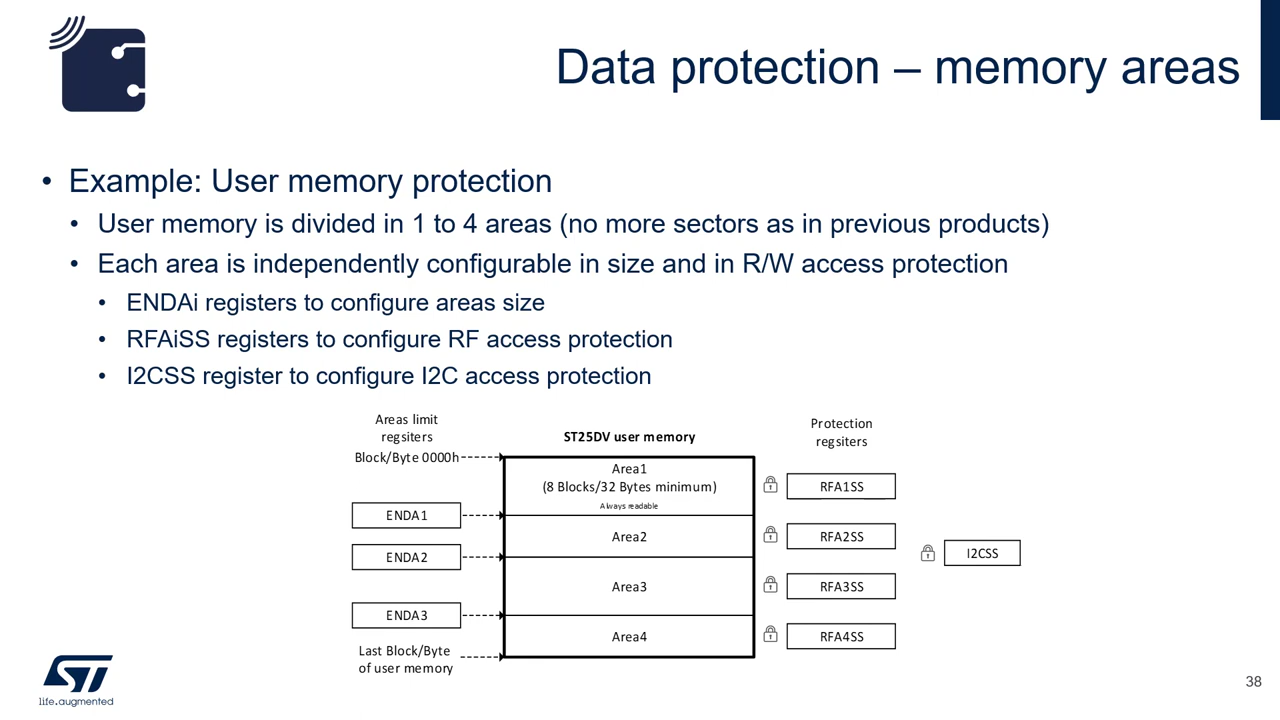 Data protection – memory areas
• Example: User memory protection
• User memory is divided in 1 to 4 areas (no more sectors as in previous products)
• Each area is independently configurable in size and in R/W access protection
• ENDAi registers to configure areas size
• RFAiSS registers to configure RF access protection
• I2CSS register to configure I2C access protection
Areas limit
regsiters
ST25DV user memory
Protection
regsiters
Block/Byte 0000h
Area1
(8 Blocks/32 Bytes minimum)
Always readable
RFA1SS
ENDA1
Area2
RFA2SS
ENDA2
I2CSS
Area3
RFA3SS
ENDA3
Area4
RFA4SS
Last Block/Byte
of user memory
ST
life.augmented
38